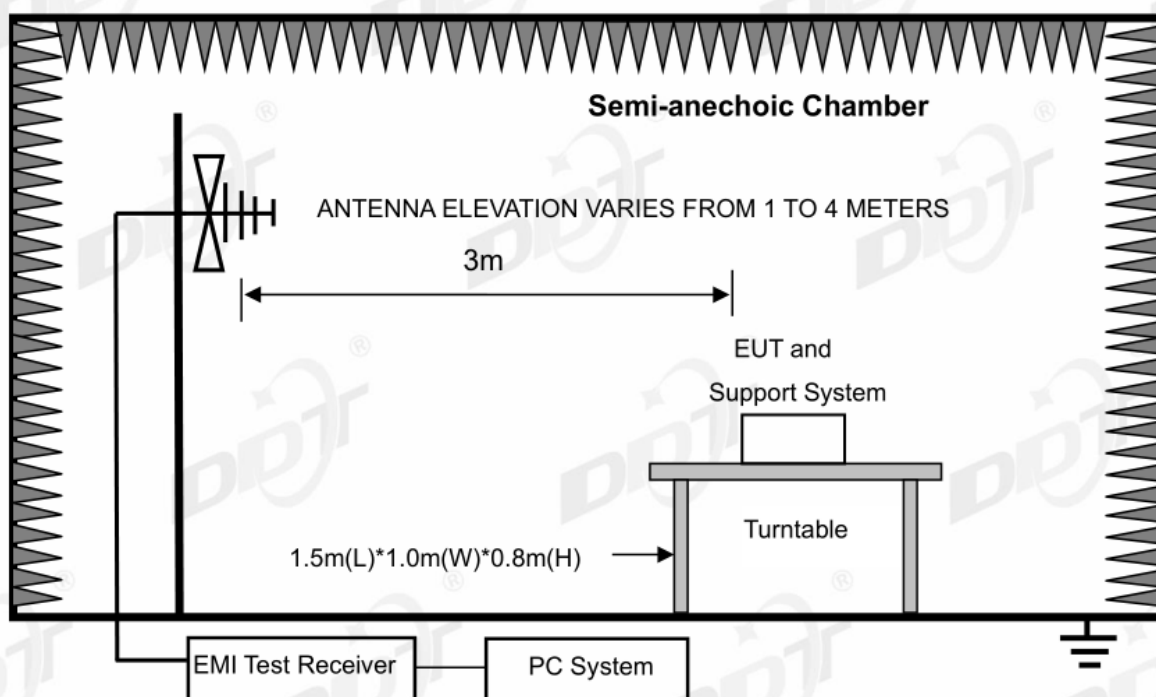 Semi-anechoic Chamber
ANTENNA ELEVATION VARIES FROM 1 TO 4 METERS
3m
EUT and
Support System
Turntable
1.5m(L)*1.0m(W)*0.8m(H)
EMI Test Receiver
PC System
DDT
®